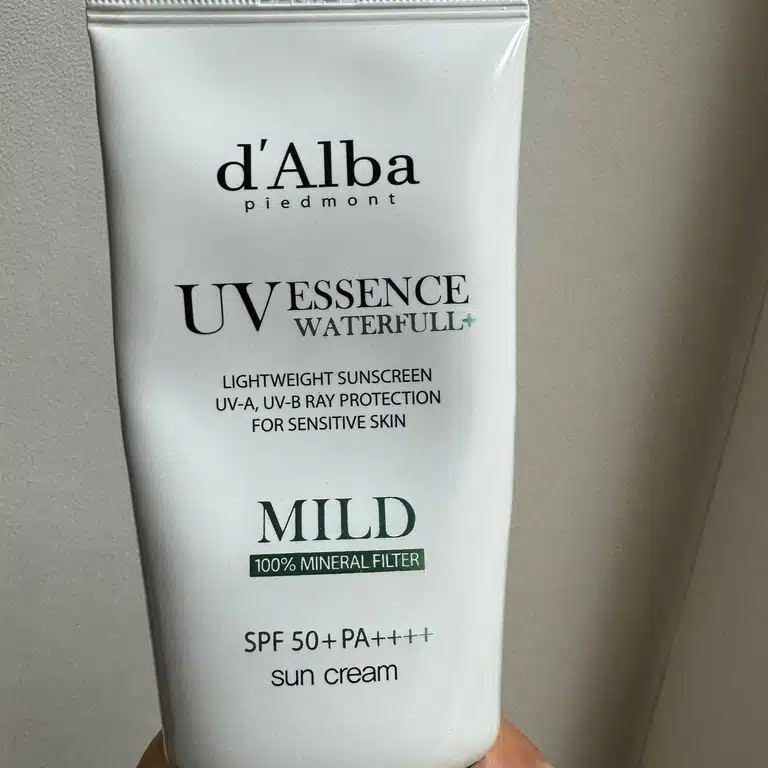 d'Alba
piedmont
UV ESSENCE
WATERFULL+
LIGHTWEIGHT SUNSCREEN
UV-A, UV-B RAY PROTECTION
FOR SENSITIVE SKIN
MILD
100% MINERAL FILTER
SPF 50+PA++++
sun cream